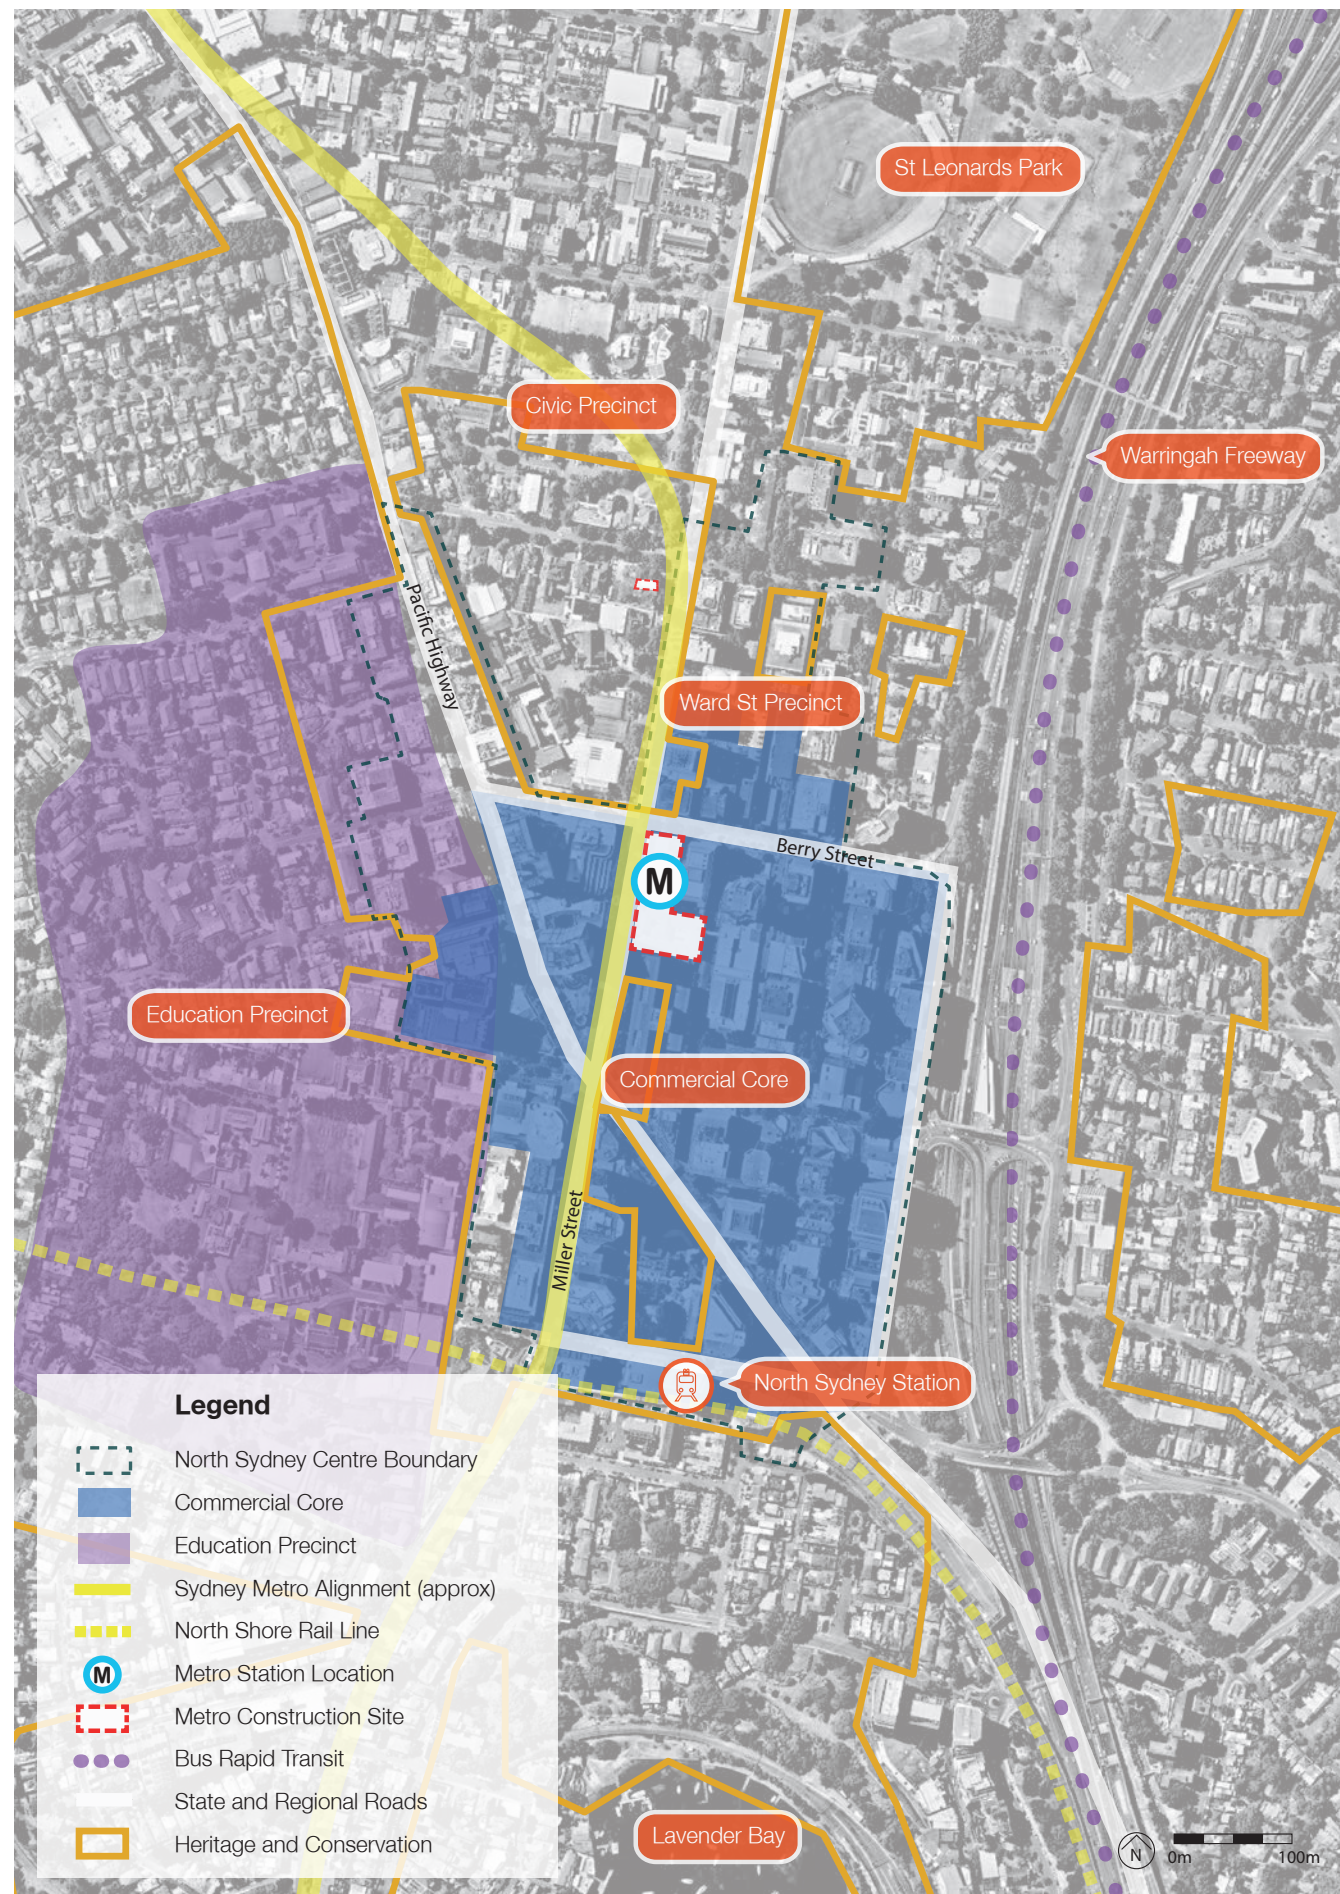 St Leonards Park
Civic Precinct
Warringah Freeway
Pacific Highway
Ward St Precinct
Berry Street
M
Education Precinct
Commercial Core
Miller Street
North Sydney Station
Legend
North Sydney Centre Boundary
Commercial Core
Education Precinct
Sydney Metro Alignment (approx)
North Shore Rail Line
M Metro Station Location
Metro Construction Site
Bus Rapid Transit
State and Regional Roads
Heritage and Conservation
Lavender Bay
N
0m 100m